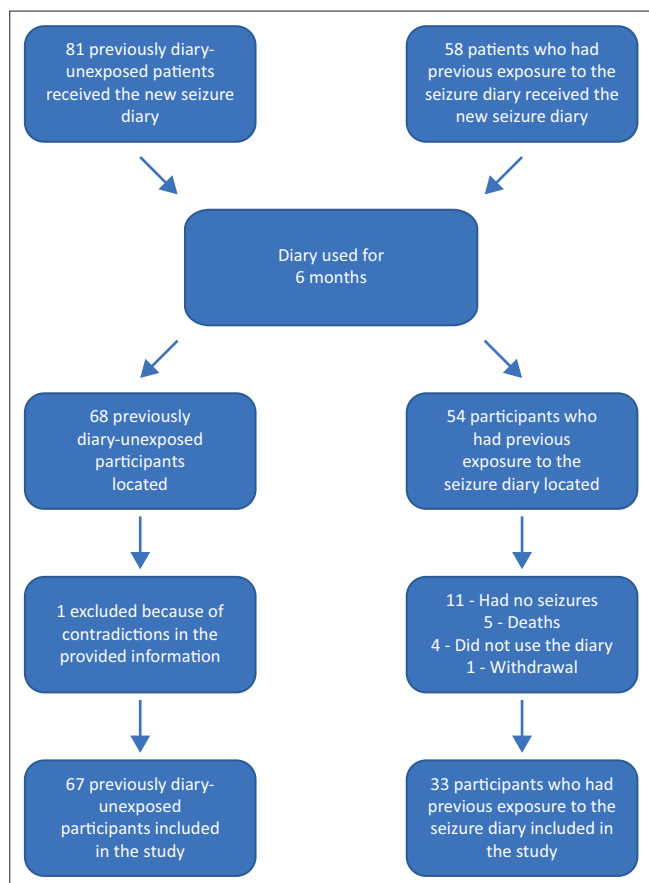 81 previously diary-
unexposed patients
received the new seizure
diary
58 patients who had
previous exposure to the
seizure diary received the
new seizure diary
Diary used for
6 months
68 previously
diary-unexposed
participants
located
54 participants who
had previous
exposure to the
seizure diary located
1 excluded because of
contradictions in the
provided information
11 - Had no seizures
5 - Deaths
4 - Did not use the diary
1 - Withdrawal
67 previously diary-
unexposed
participants included
in the study
33 participants who had
previous exposure to the
seizure diary included in
the study